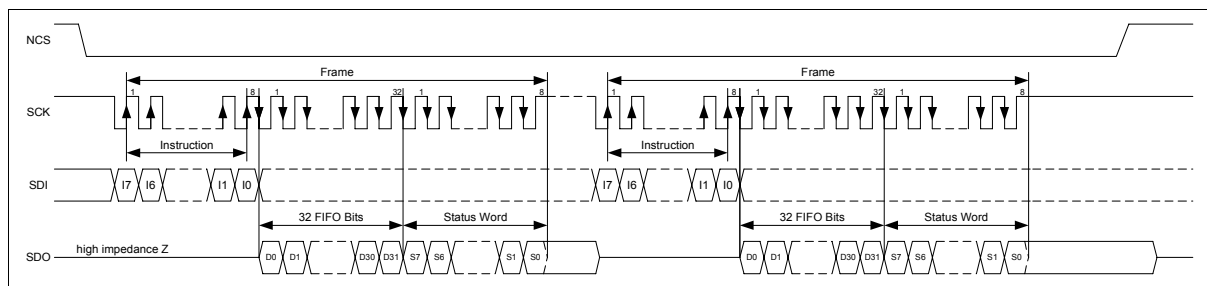 NCS
Frame Frame
1 8 1 32 1 8 1 8 1 32 1 8
SCK
Instruction Instruction
SDI I7 I6 I1 I0 I7 I6 I1 I0
32 FIFO Bits Status Word 32 FIFO Bits Status Word
high impedance Z
SDO D0 D1 D30 D31 S7 S6 S1 S0 D0 D1 D30 D31 S7 S6 S1 S0